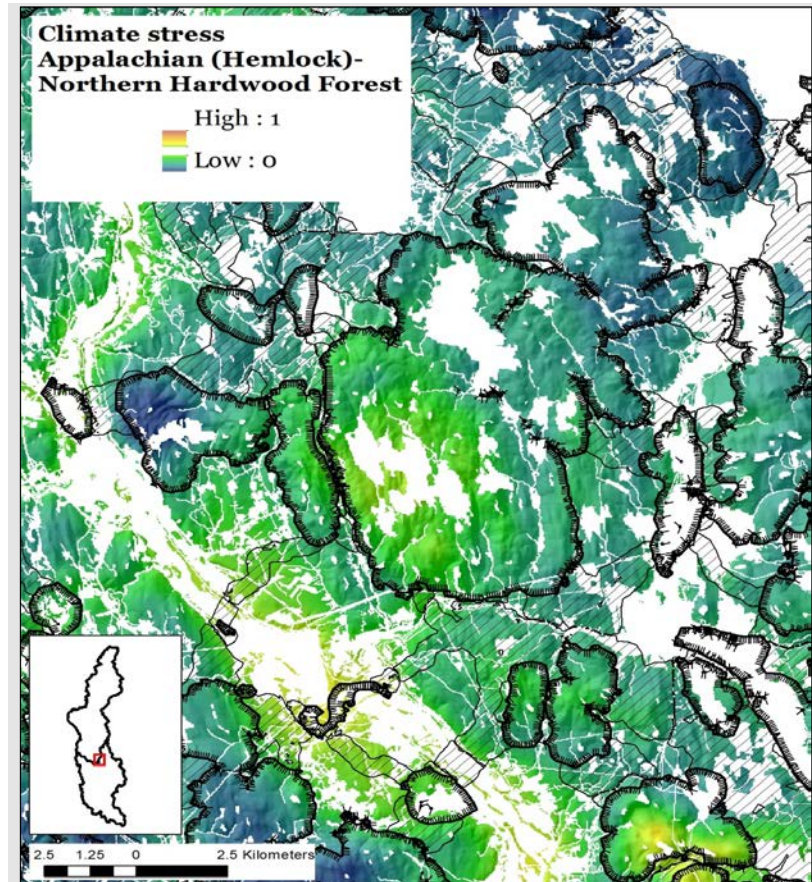 Climate stress
Appalachian (Hemlock)-
Northern Hardwood Forest
High : 1
Low : 0
2.5 1.25 0 2.5 Kilometers